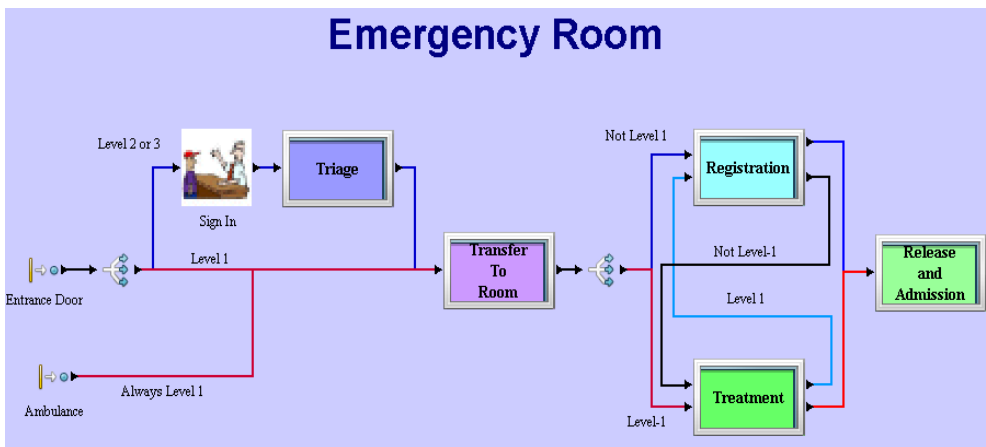 Emergency Room
Level 2 or 3
Sign In
Triage
Level 1
Entrance Door
Always Level 1
Ambulance
Transfer
To
Room
Not Level 1
Registration
Not Level-1
Level 1
Level-1
Treatment
Release
and
Admission